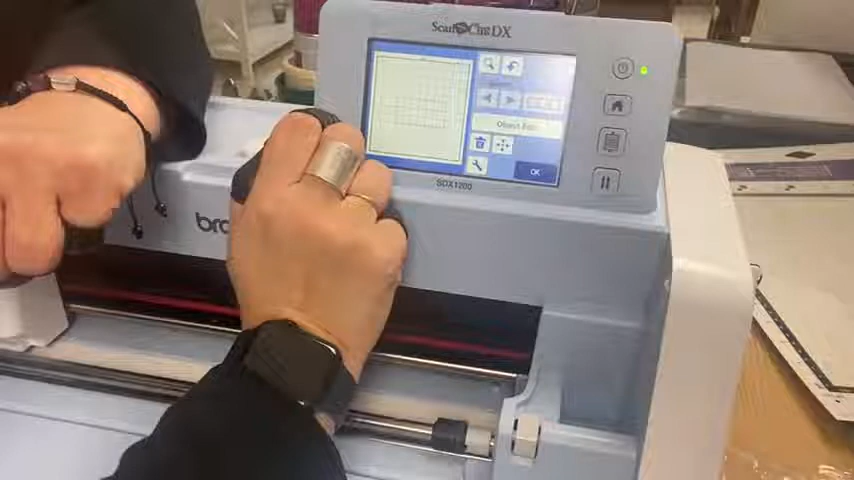 ScanNCut DX
Object Edit
OK
SDX1200
bro